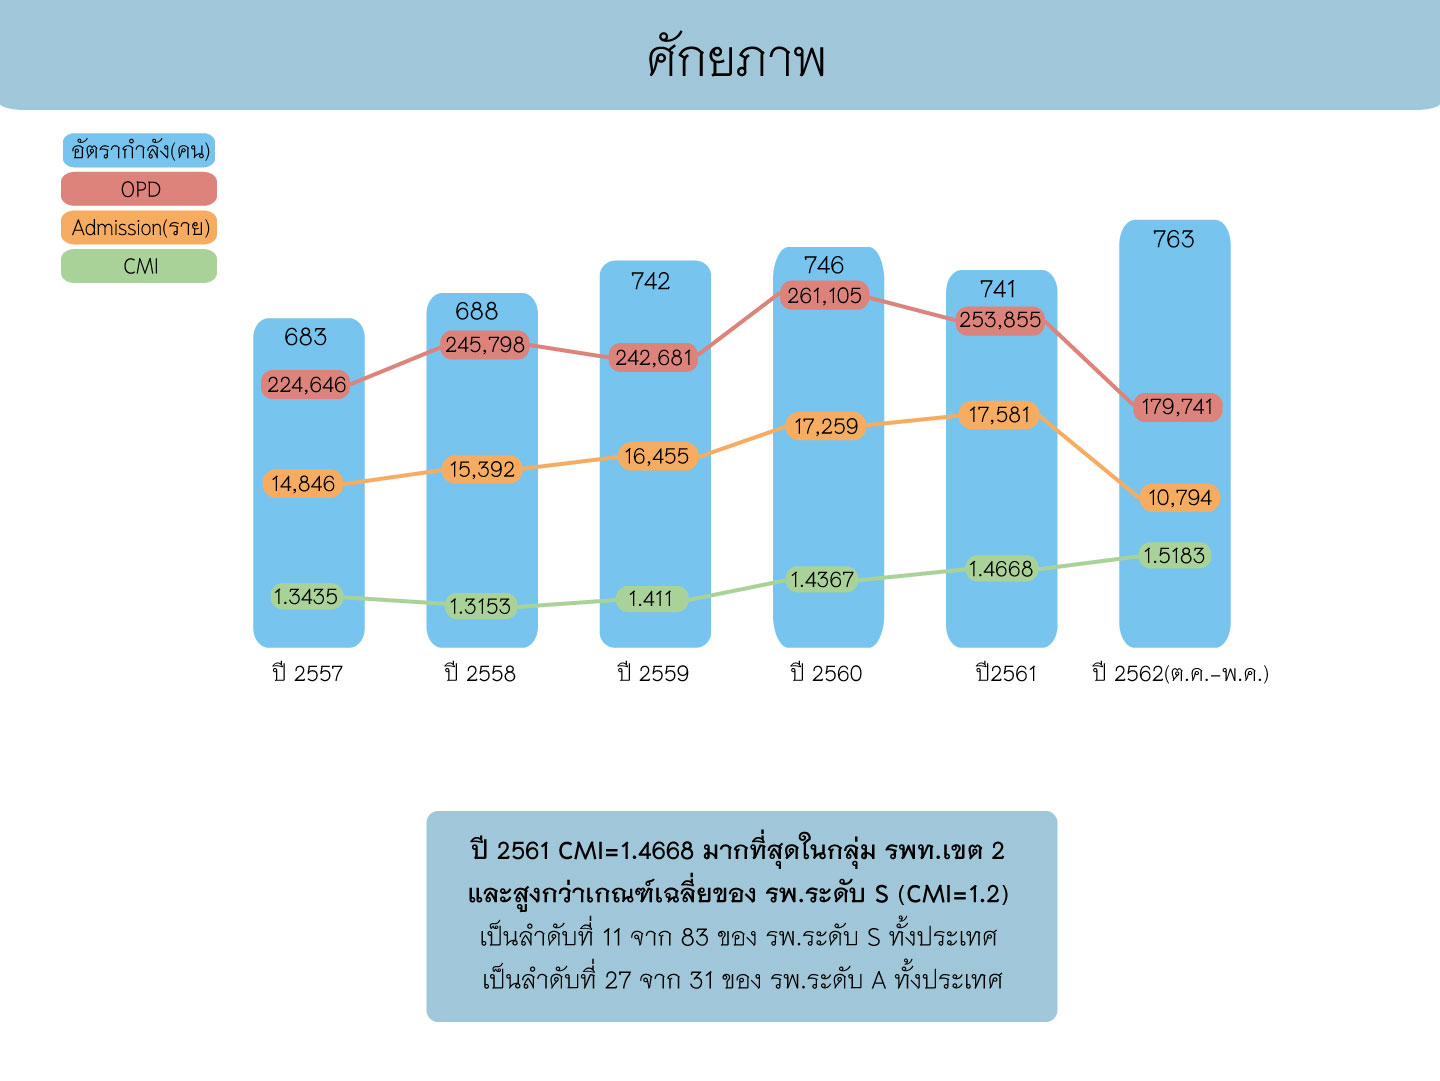 ศักยภาพ
อัตรากำลัง(คน)
OPD
Admission(ราย)
CMI
683
688
742
746
741
763
224,646
245,798
242,681
261,105
253,855
179,741
14,846
15,392
16,455
17,259
17,581
10,794
1.3435
1.3153
1.411
1.4367
1.4668
1.5183
ปี 2557
ปี 2558
ปี 2559
ปี 2560
ปี2561
ปี 2562(ต.ค.-พ.ค.)
ปี 2561 CMI=1.4668 มากที่สุดในกลุ่ม รพท.เขต 2
และสูงกว่าเกณฑ์เฉลี่ยของ รพ.ระดับ S (CMI=1.2)
เป็นลำดับที่ 11 จาก 83 ของ รพ.ระดับ S ทั้งประเทศ
เป็นลำดับที่ 27 จาก 31 ของ รพ.ระดับ A ทั้งประเทศ